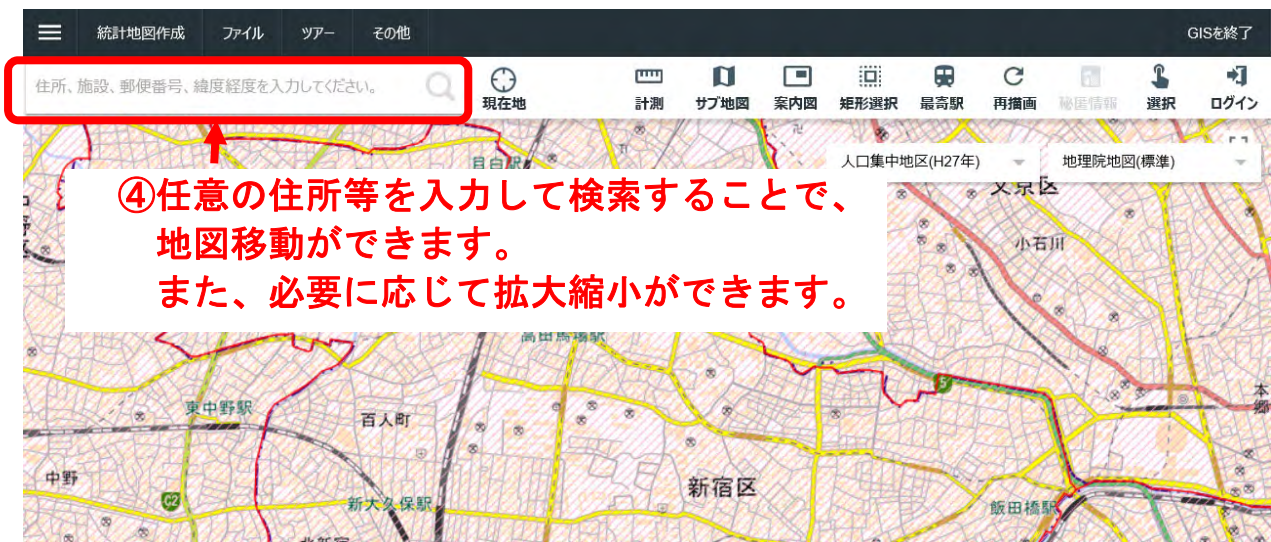 統計地図作成 ファイル ツアー その他 GISを終了
住所、施設、郵便番号、緯度経度を入力してください。
現在地 計測 サブ地図 案内図 矩形選択 最寄駅 再描画 秘匿情報 選択 ログイン
人口集中地区(H27年) 地理院地図(標準)
目白駅
④任意の住所等を入力して検索することで、
地図移動ができます。
また、必要に応じて拡大縮小ができます。
文京区
小石川
高田馬場駅
5
本郷
東中野駅
百人町
中野
C2
新大久保駅
新宿区
飯田橋駅
北新宿